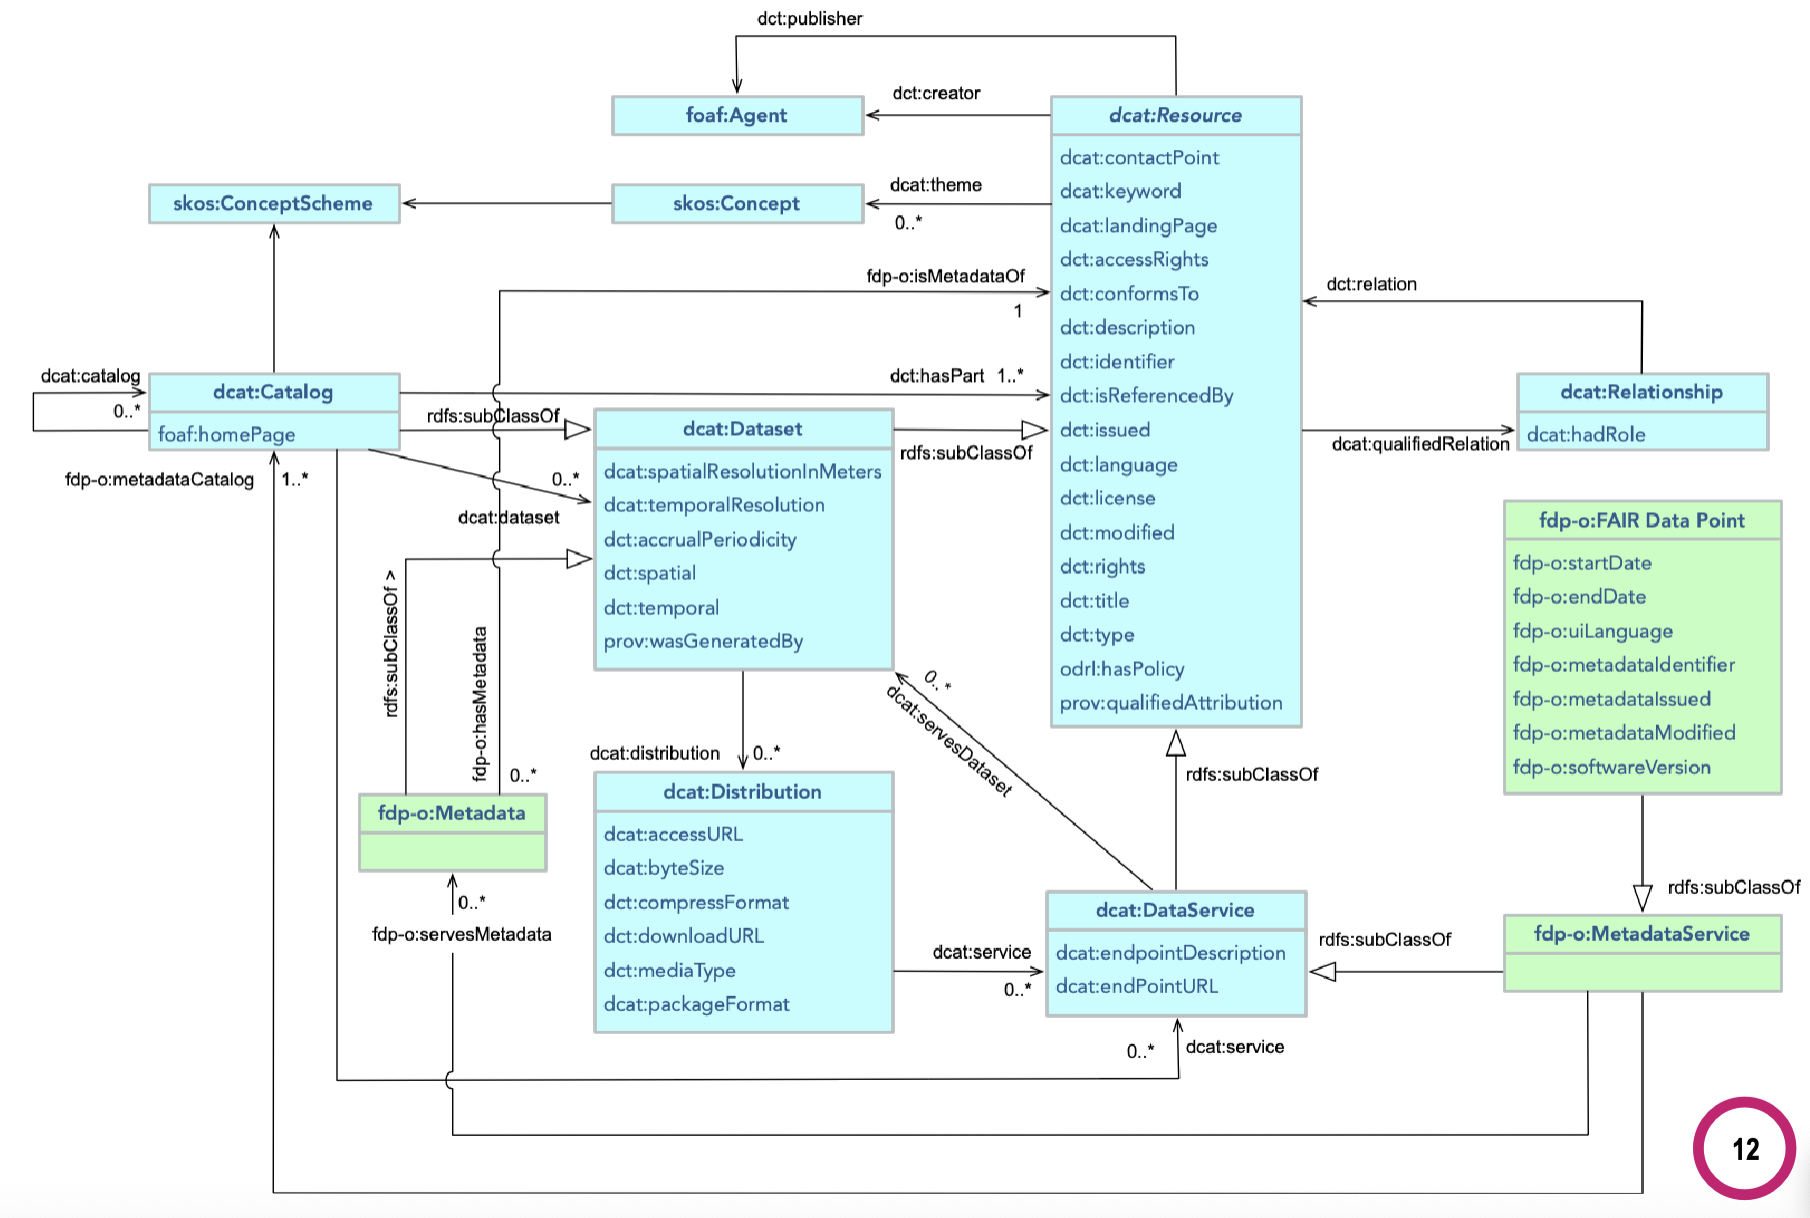 dct:publisher
foaf:Agent
dct:creator
dcat:Resource
dcat:contactPoint
dcat:keyword
dcat:landingPage
dct:accessRights
dct:conformsTo
dct:description
dct:identifier
dct:isReferencedBy
dct:issued
dct:language
dct:license
dct:modified
dct:rights
dct:title
dct:type
odrl:hasPolicy
prov:qualifiedAttribution
skos:ConceptScheme
skos:Concept
dcat:theme
0..*
fdp-o:isMetadataOf
1
dct:relation
dcat:catalog
0..*
dcat:Catalog
foaf:homePage
dct:hasPart 1..*
rdfs:subClassOf
dcat:Dataset
dcat:spatialResolutionInMeters
dcat:temporalResolution
dct:accrualPeriodicity
dct:spatial
dct:temporal
prov:wasGeneratedBy
rdfs:subClassOf
dcat:Relationship
dcat:hadRole
dcat:qualifiedRelation
fdp-o:metadataCatalog
1..*
0..*
dcat:dataset
fdp-o:FAIR Data Point
fdp-o:startDate
fdp-o:endDate
fdp-o:uiLanguage
fdp-o:metadataIdentifier
fdp-o:metadataIssued
fdp-o:metadataModified
fdp-o:softwareVersion
rdfs:subClassOf >
fdp-o:hasMetadata
0..*
0..*
dcat:servesDataset
dcat:distribution
0..*
rdfs:subClassOf
fdp-o:Metadata
dcat:Distribution
dcat:accessURL
dcat:byteSize
dct:compressFormat
dct:downloadURL
dct:mediaType
dcat:packageFormat
0..*
fdp-o:servesMetadata
dcat:service
0..*
dcat:DataService
dcat:endpointDescription
dcat:endPointURL
rdfs:subClassOf
rdfs:subClassOf
fdp-o:MetadataService
0..*
dcat:service
12